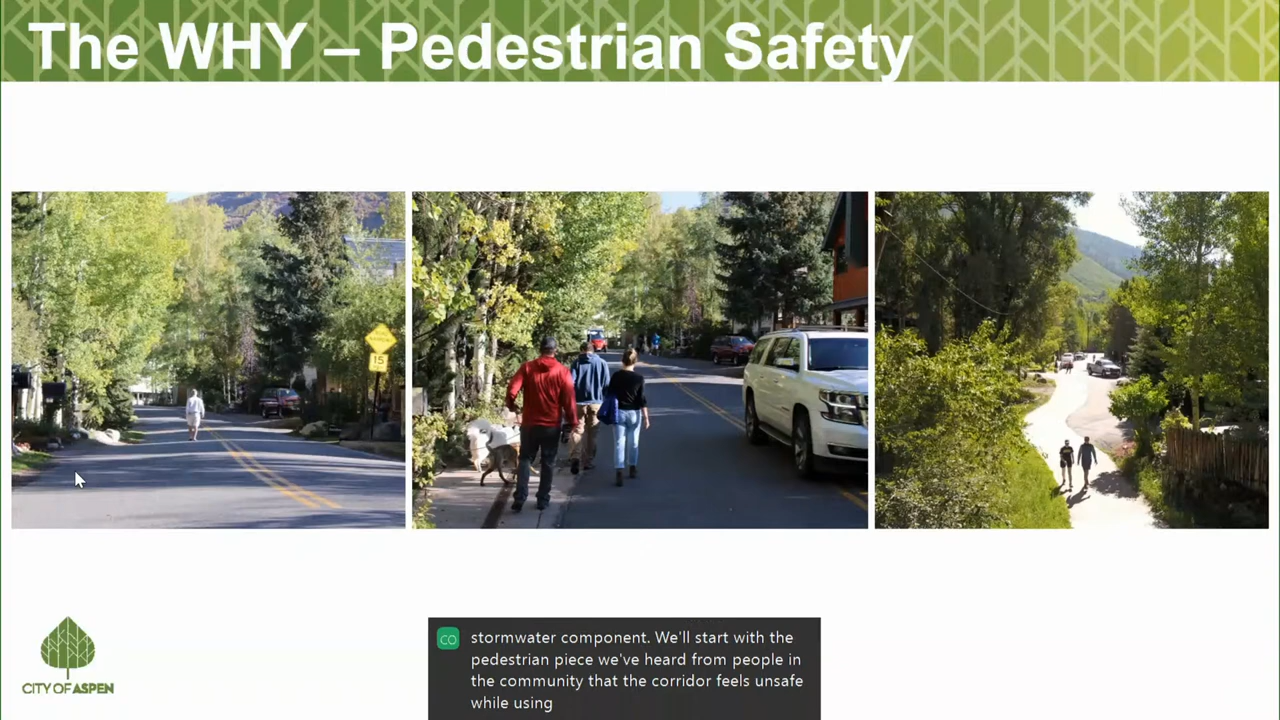 The WHY – Pedestrian Safety
15
CITY OF ASPEN
CO
stormwater component. We'll start with the
pedestrian piece we've heard from people in
the community that the corridor feels unsafe
while using